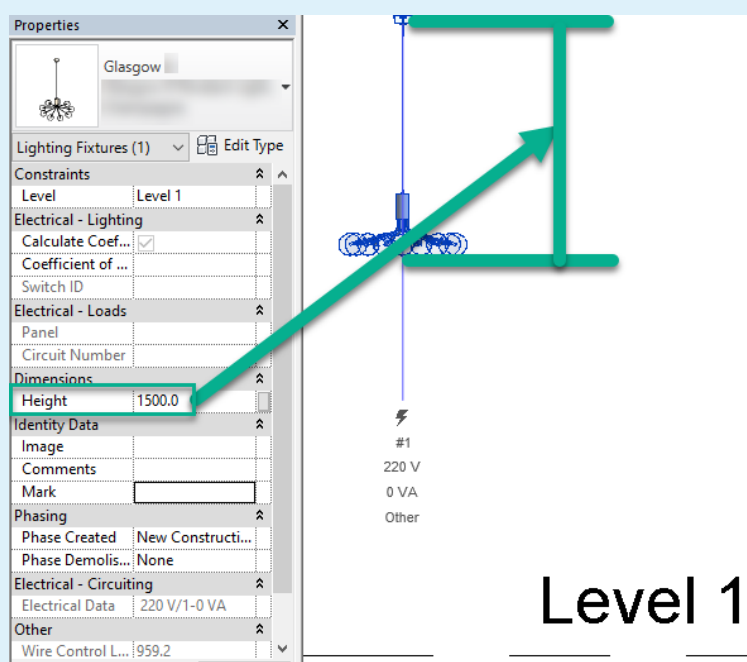 Properties
Glasgow
Lighting Fixtures (1)
Edit Type
Constraints
Level Level 1
Electrical - Lighting
Calculate Coef...
Coefficient of ...
Switch ID
Electrical - Loads
Panel
Circuit Number
Dimensions
Height 1500.0
Identity Data
Image
Comments
Mark
Phasing
Phase Created New Constructi...
Phase Demolis... None
Electrical - Circuiting
Electrical Data 220 V/1-0 VA
Other
Wire Control L... 959.2
#1
220 V
0 VA
Other
Level 1